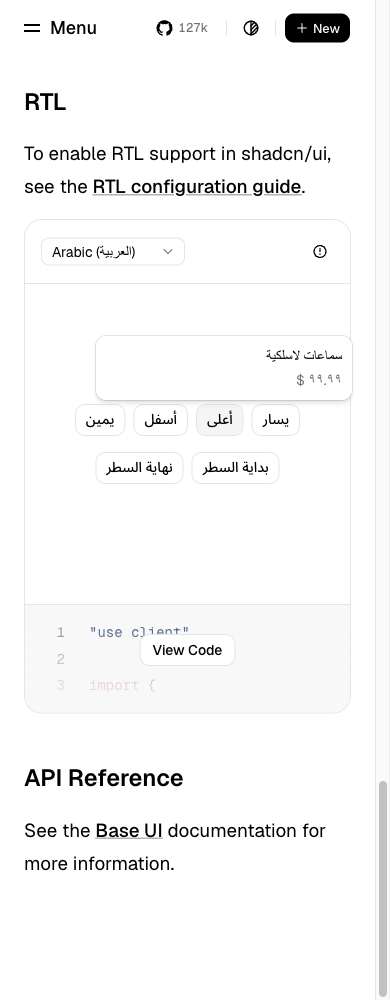 Menu 127k New
RTL
To enable RTL support in shadcn/ui,
see the RTL configuration guide.
Arabic (العربية)
سماعات لاسلكية
٩٩.٩٩ $
يسار أعلى أسفل يمين
بداية السطر نهاية السطر
1 "use client"
View Code
2
3 import {
API Reference
See the Base UI documentation for
more information.